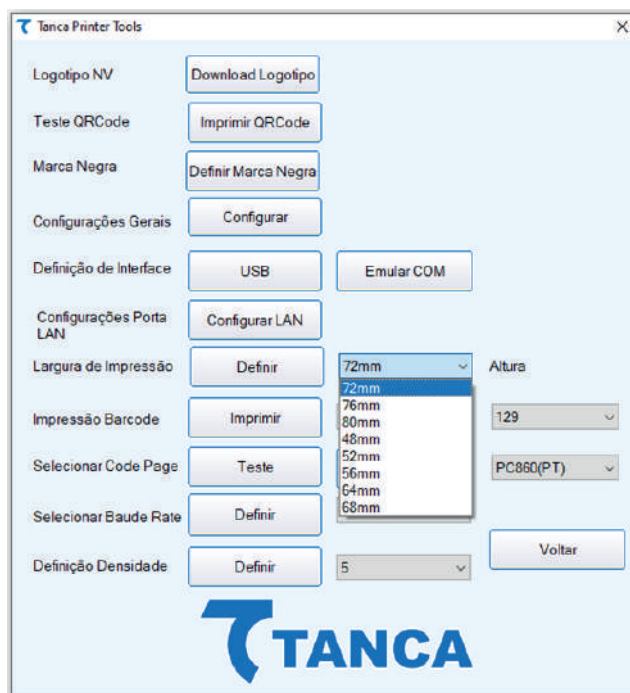 Tanca Printer Tools
Logotipo NV
Download Logotipo
Teste QRCode
Imprimir QRCode
Marca Negra
Definir Marca Negra
Configurações Gerais
Configurar
Definição de Interface
USB
Emular COM
Configurações Porta
LAN
Configurar LAN
Largura de Impressão
Definir
72mm
Altura
72mm
76mm
80mm
48mm
52mm
56mm
64mm
68mm
Impressão Barcode
Imprimir
129
Selecionar Code Page
Teste
PC860(PT)
Selecionar Baude Rate
Definir
Voltar
Definição Densidade
Definir
5
TANCA